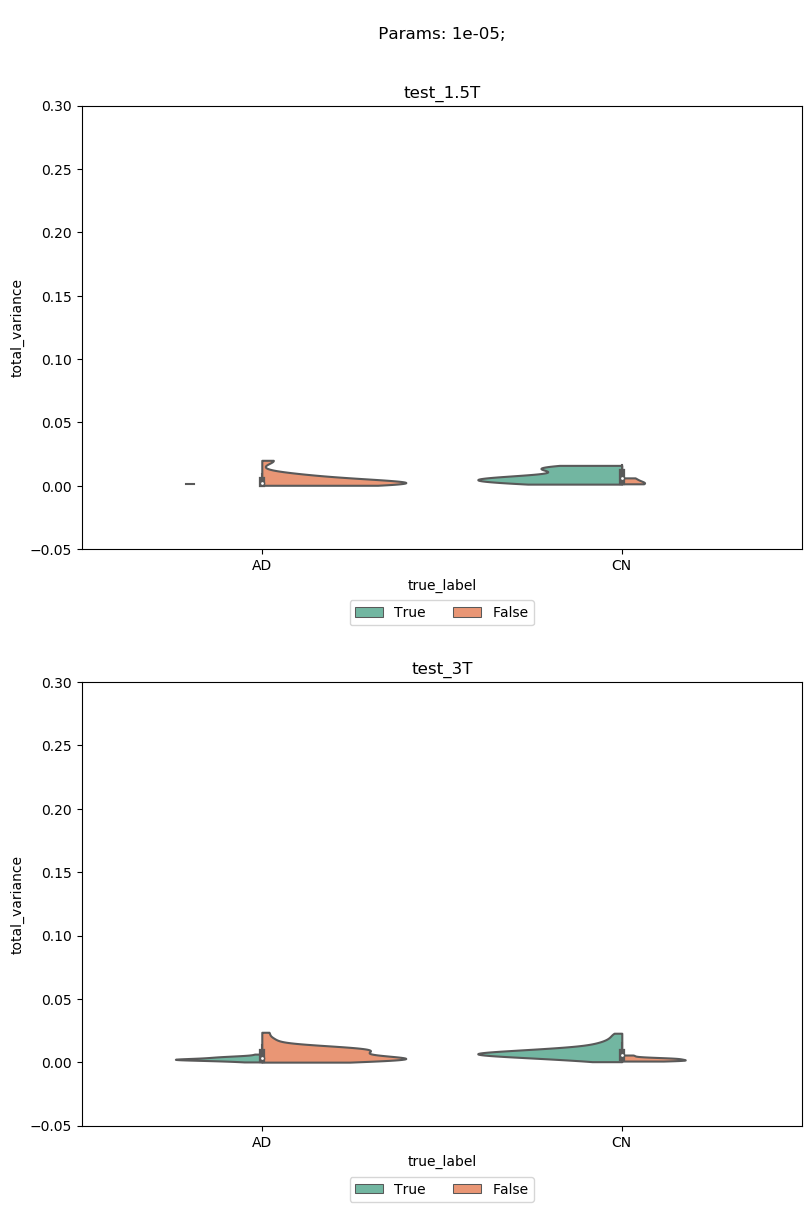 Params: 1e-05;
test_1.5T
0.30
0.25
0.20
0.15
0.10
0.05
0.00
−0.05
total_variance
AD CN
true_label
True False
test_3T
0.30
0.25
0.20
0.15
0.10
0.05
0.00
−0.05
total_variance
AD CN
true_label
True False